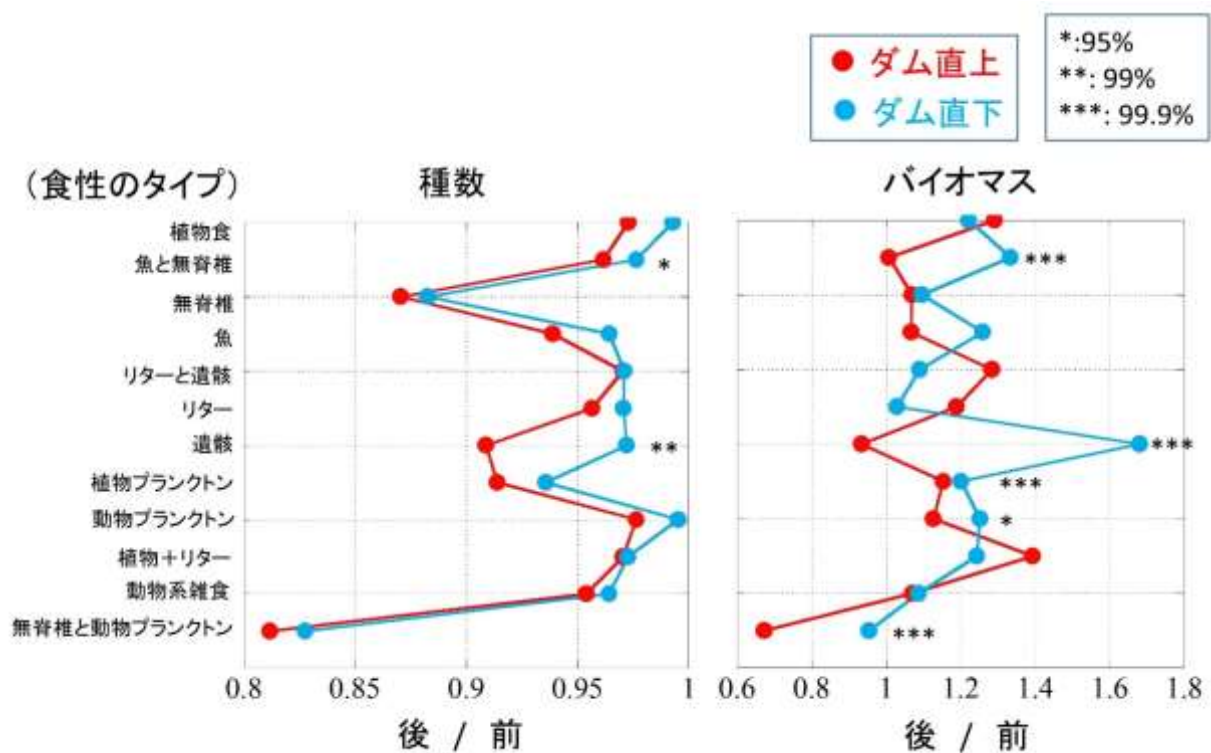 ダム直上
ダム直下
*:95%
**: 99%
***: 99.9%
(食性のタイプ)
種数
バイオマス
植物食
魚と無脊椎
無脊椎
魚
リターと遺骸
リター
遺骸
植物プランクトン
動物プランクトン
植物+リター
動物系雑食
無脊椎と動物プランクトン
*
**
***
***
***
*
***
0.8 0.85 0.9 0.95 1
0.6 0.8 1 1.2 1.4 1.6 1.8
後 / 前
後 / 前